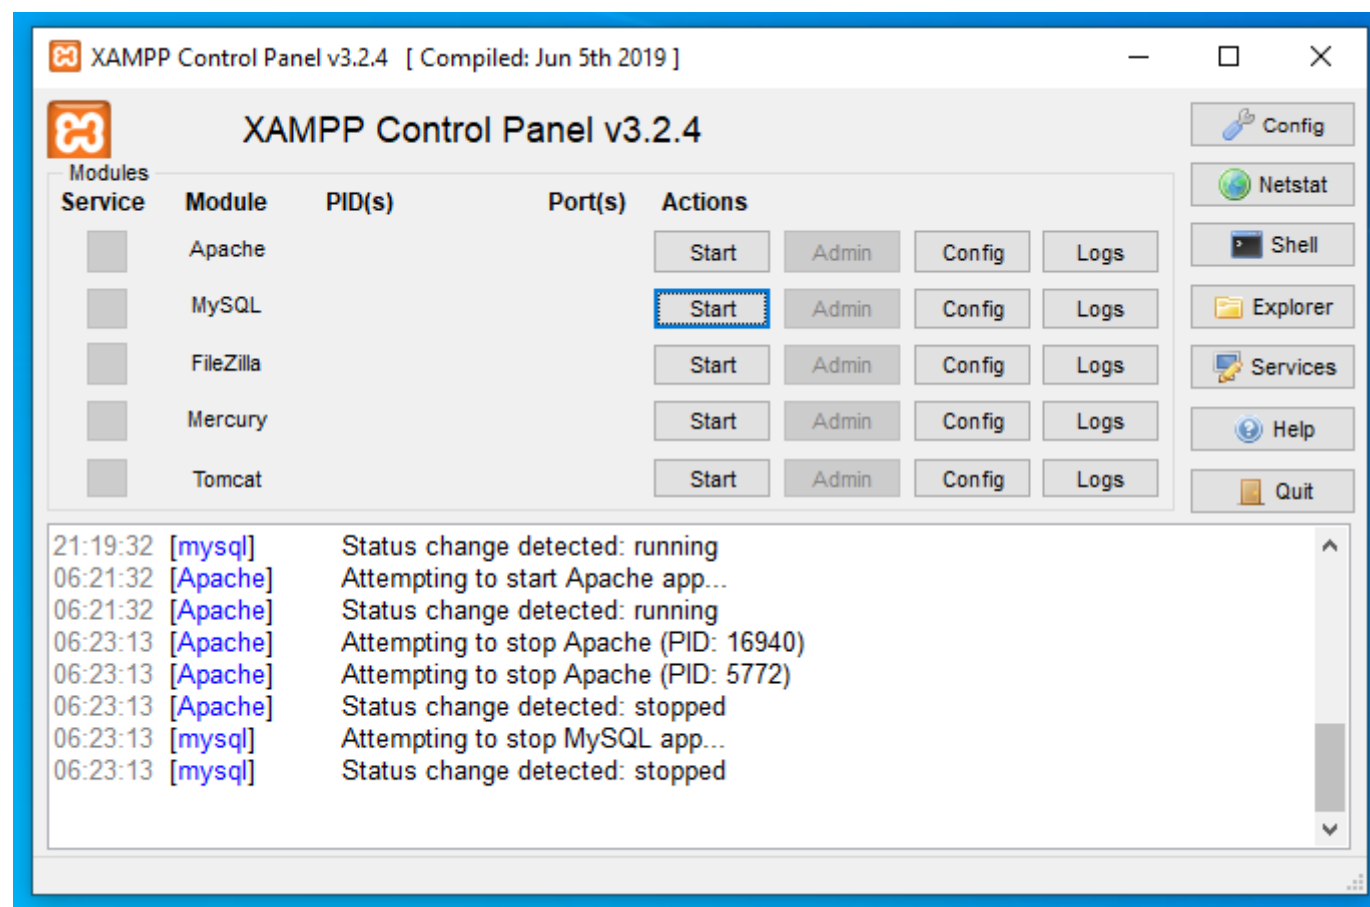 XAMPP Control Panel v3.2.4 [ Compiled: Jun 5th 2019 ]
XAMPP Control Panel v3.2.4
Config
Modules
Netstat
Service Module PID(s) Port(s) Actions
Apache Start Admin Config Logs
Shell
MySQL Start Admin Config Logs
Explorer
FileZilla Start Admin Config Logs
Services
Mercury Start Admin Config Logs
Help
Tomcat Start Admin Config Logs
Quit
21:19:32 [mysql] Status change detected: running
06:21:32 [Apache] Attempting to start Apache app...
06:21:32 [Apache] Status change detected: running
06:23:13 [Apache] Attempting to stop Apache (PID: 16940)
06:23:13 [Apache] Attempting to stop Apache (PID: 5772)
06:23:13 [Apache] Status change detected: stopped
06:23:13 [mysql] Attempting to stop MySQL app...
06:23:13 [mysql] Status change detected: stopped